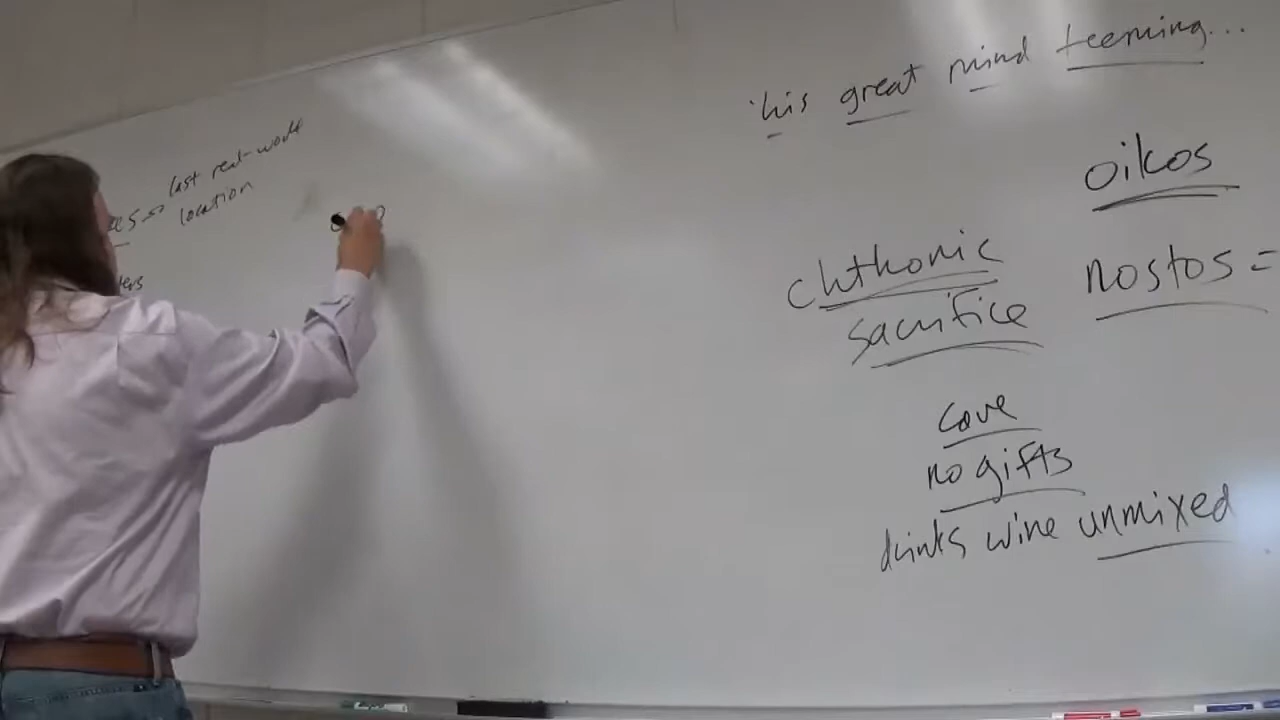 last real-world
location
his great mind teeming...
oikos
chthonic
sacrifice
nostos =
cave
no gifts
drinks wine unmixed